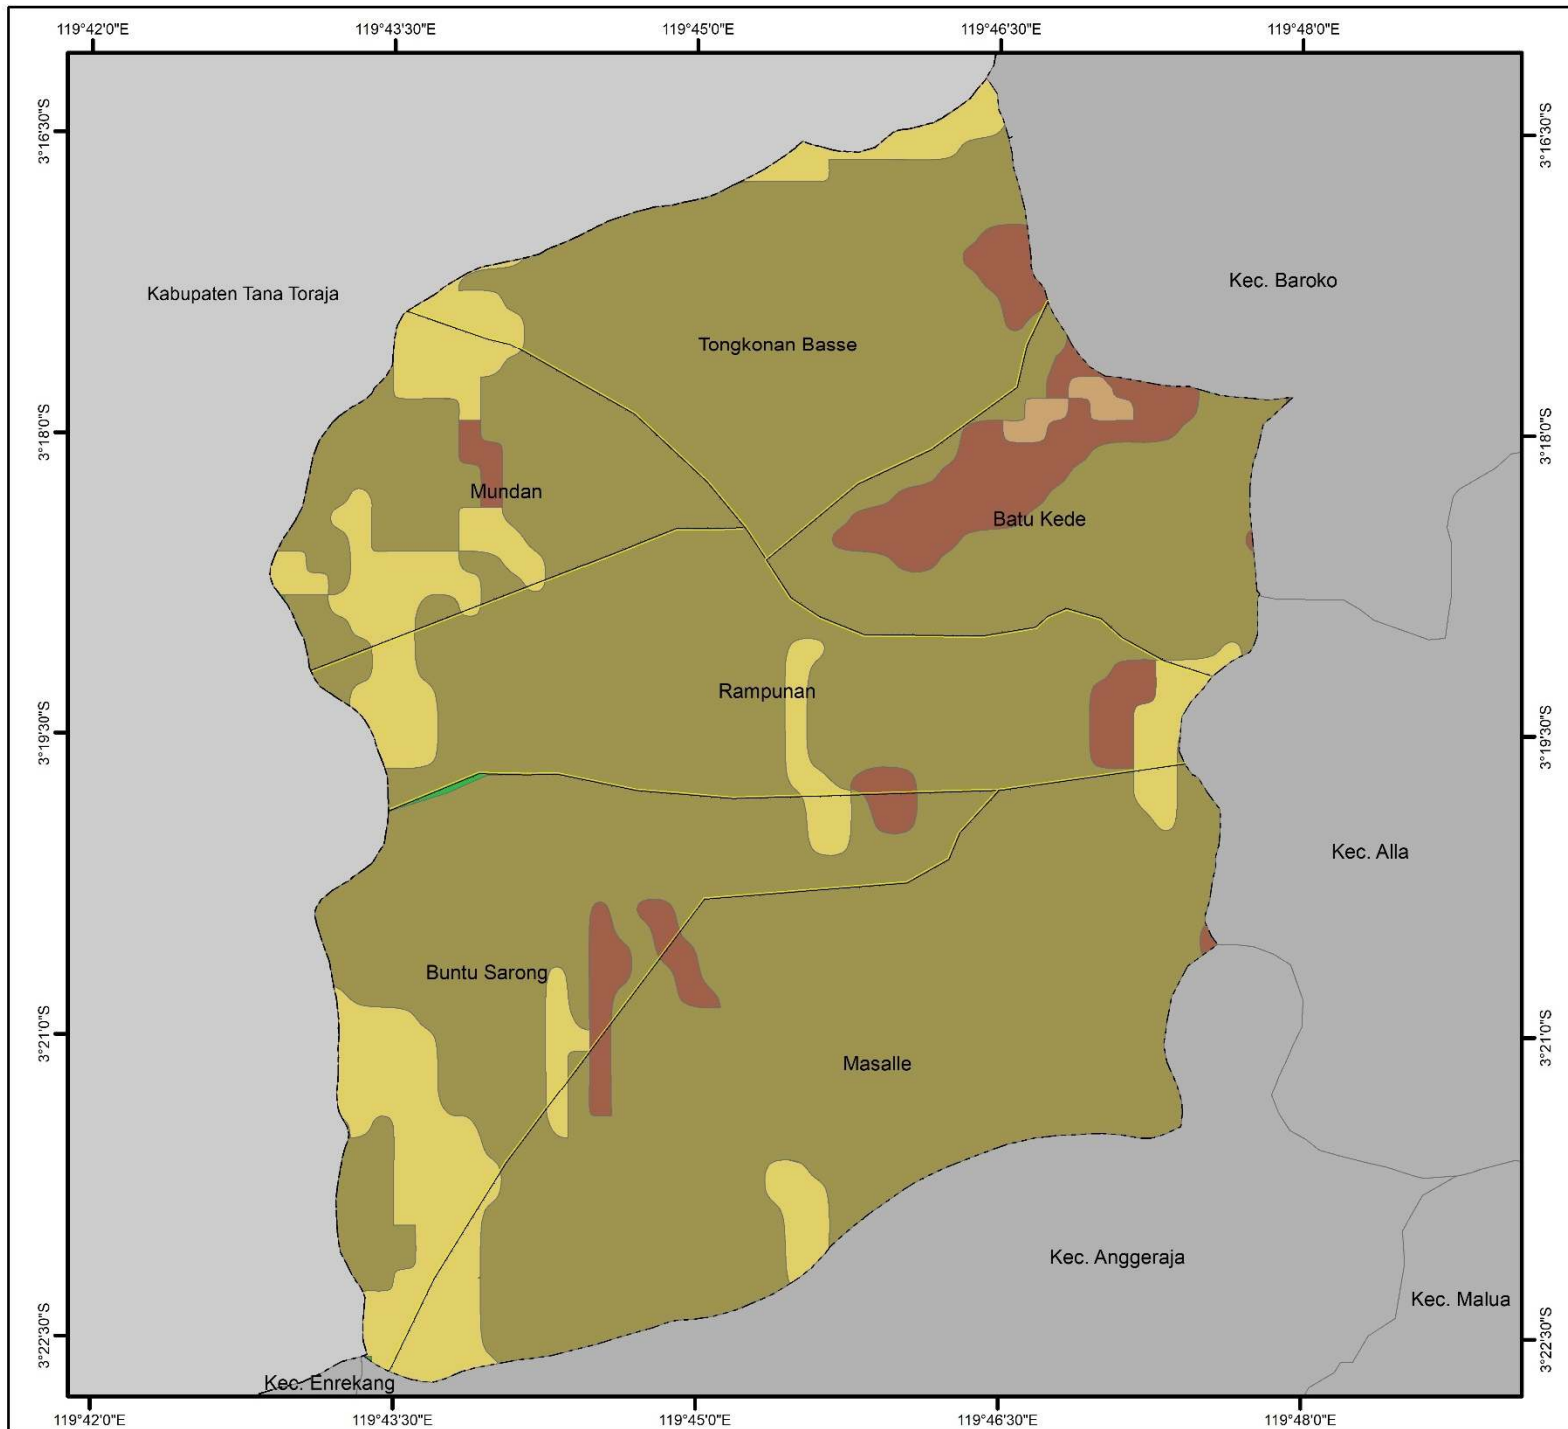 119°42'0"E
119°43'30"E
119°45'0"E
119°46'30"E
119°48'0"E
3°16'30"S
3°16'30"S
Kec. Baroko
Kabupaten Tana Toraja
Tongkonan Basse
3°18'0"S
3°18'0"S
Mundan
Batu Kede
Rampunan
3°19'30"S
3°19'30"S
Kec. Alla
Buntu Sarong
3°21'0"S
3°21'0"S
Masalle
Kec. Anggeraja
Kec. Malua
3°22'30"S
3°22'30"S
Kec. Enrekang
119°42'0"E
119°43'30"E
119°45'0"E
119°46'30"E
119°48'0"E